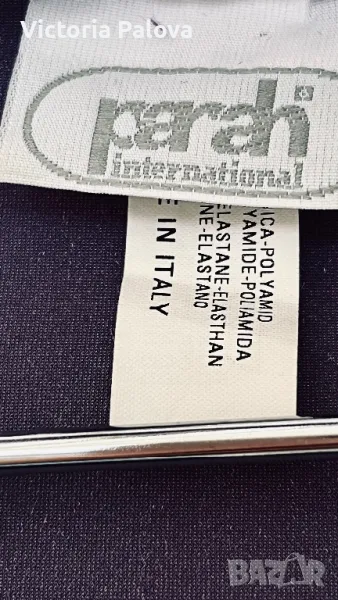 Victoria Palova
parah
international
ICA-POLYAMID
YAMIDE-POLIAMIDA
ELASTANE-ELASTHAN
NE-ELASTANO
E IN ITALY
BAZAR